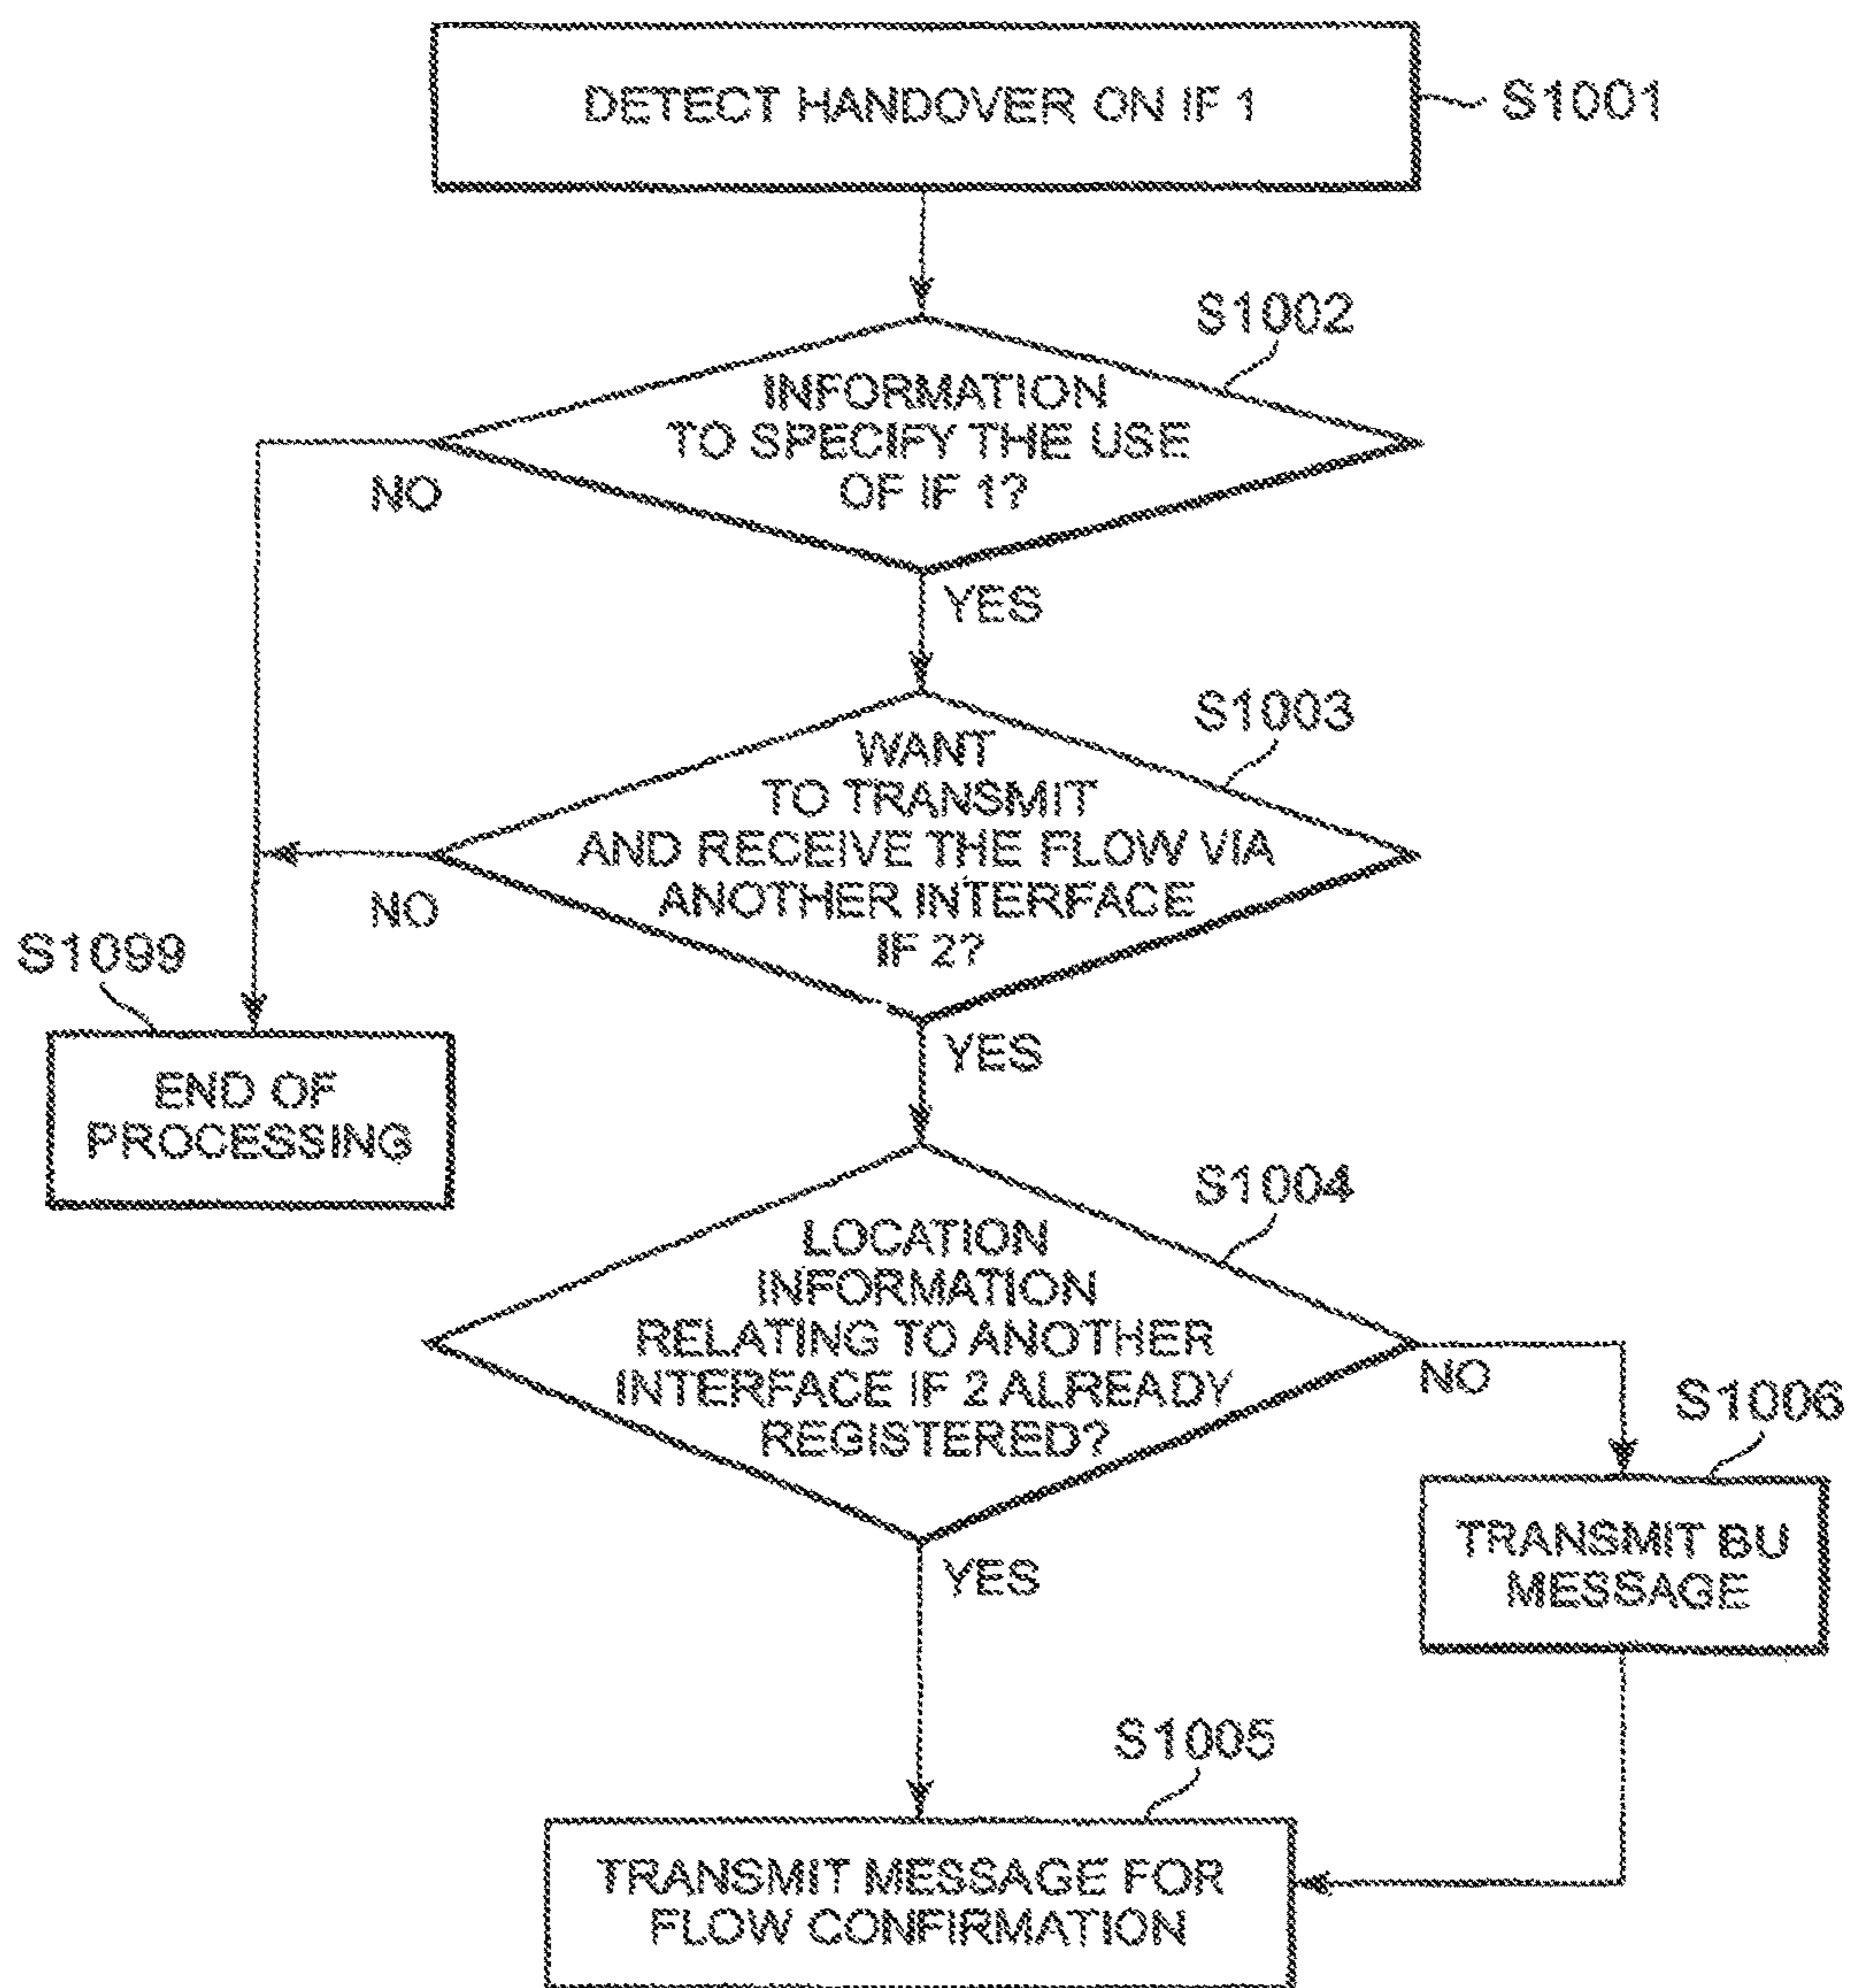 DETECT HANDOVER ON IF 1
S1001
S1002
INFORMATION
TO SPECIFY THE USE
OF IF 1?
NO
YES
S1003
WANT
TO TRANSMIT
AND RECEIVE THE FLOW VIA
ANOTHER INTERFACE
IF 2?
NO
YES
S1099
END OF
PROCESSING
S1004
LOCATION
INFORMATION
RELATING TO ANOTHER
INTERFACE IF 2 ALREADY
REGISTERED?
NO
YES
S1006
TRANSMIT BU
MESSAGE
S1005
TRANSMIT MESSAGE FOR
FLOW CONFIRMATION